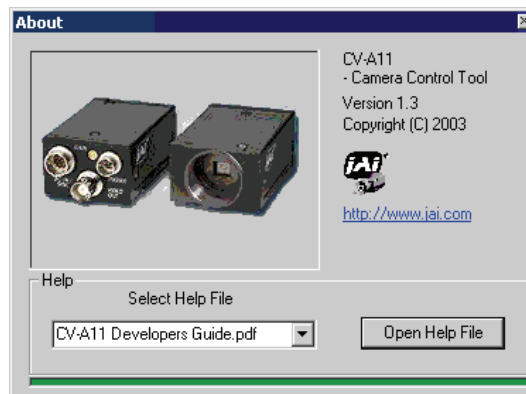 About
CV-A11
- Camera Control Tool
Version 1.3
Copyright (C) 2003
JAI
http://www.jai.com
Help
Select Help File
CV-A11 Developers Guide.pdf
Open Help File